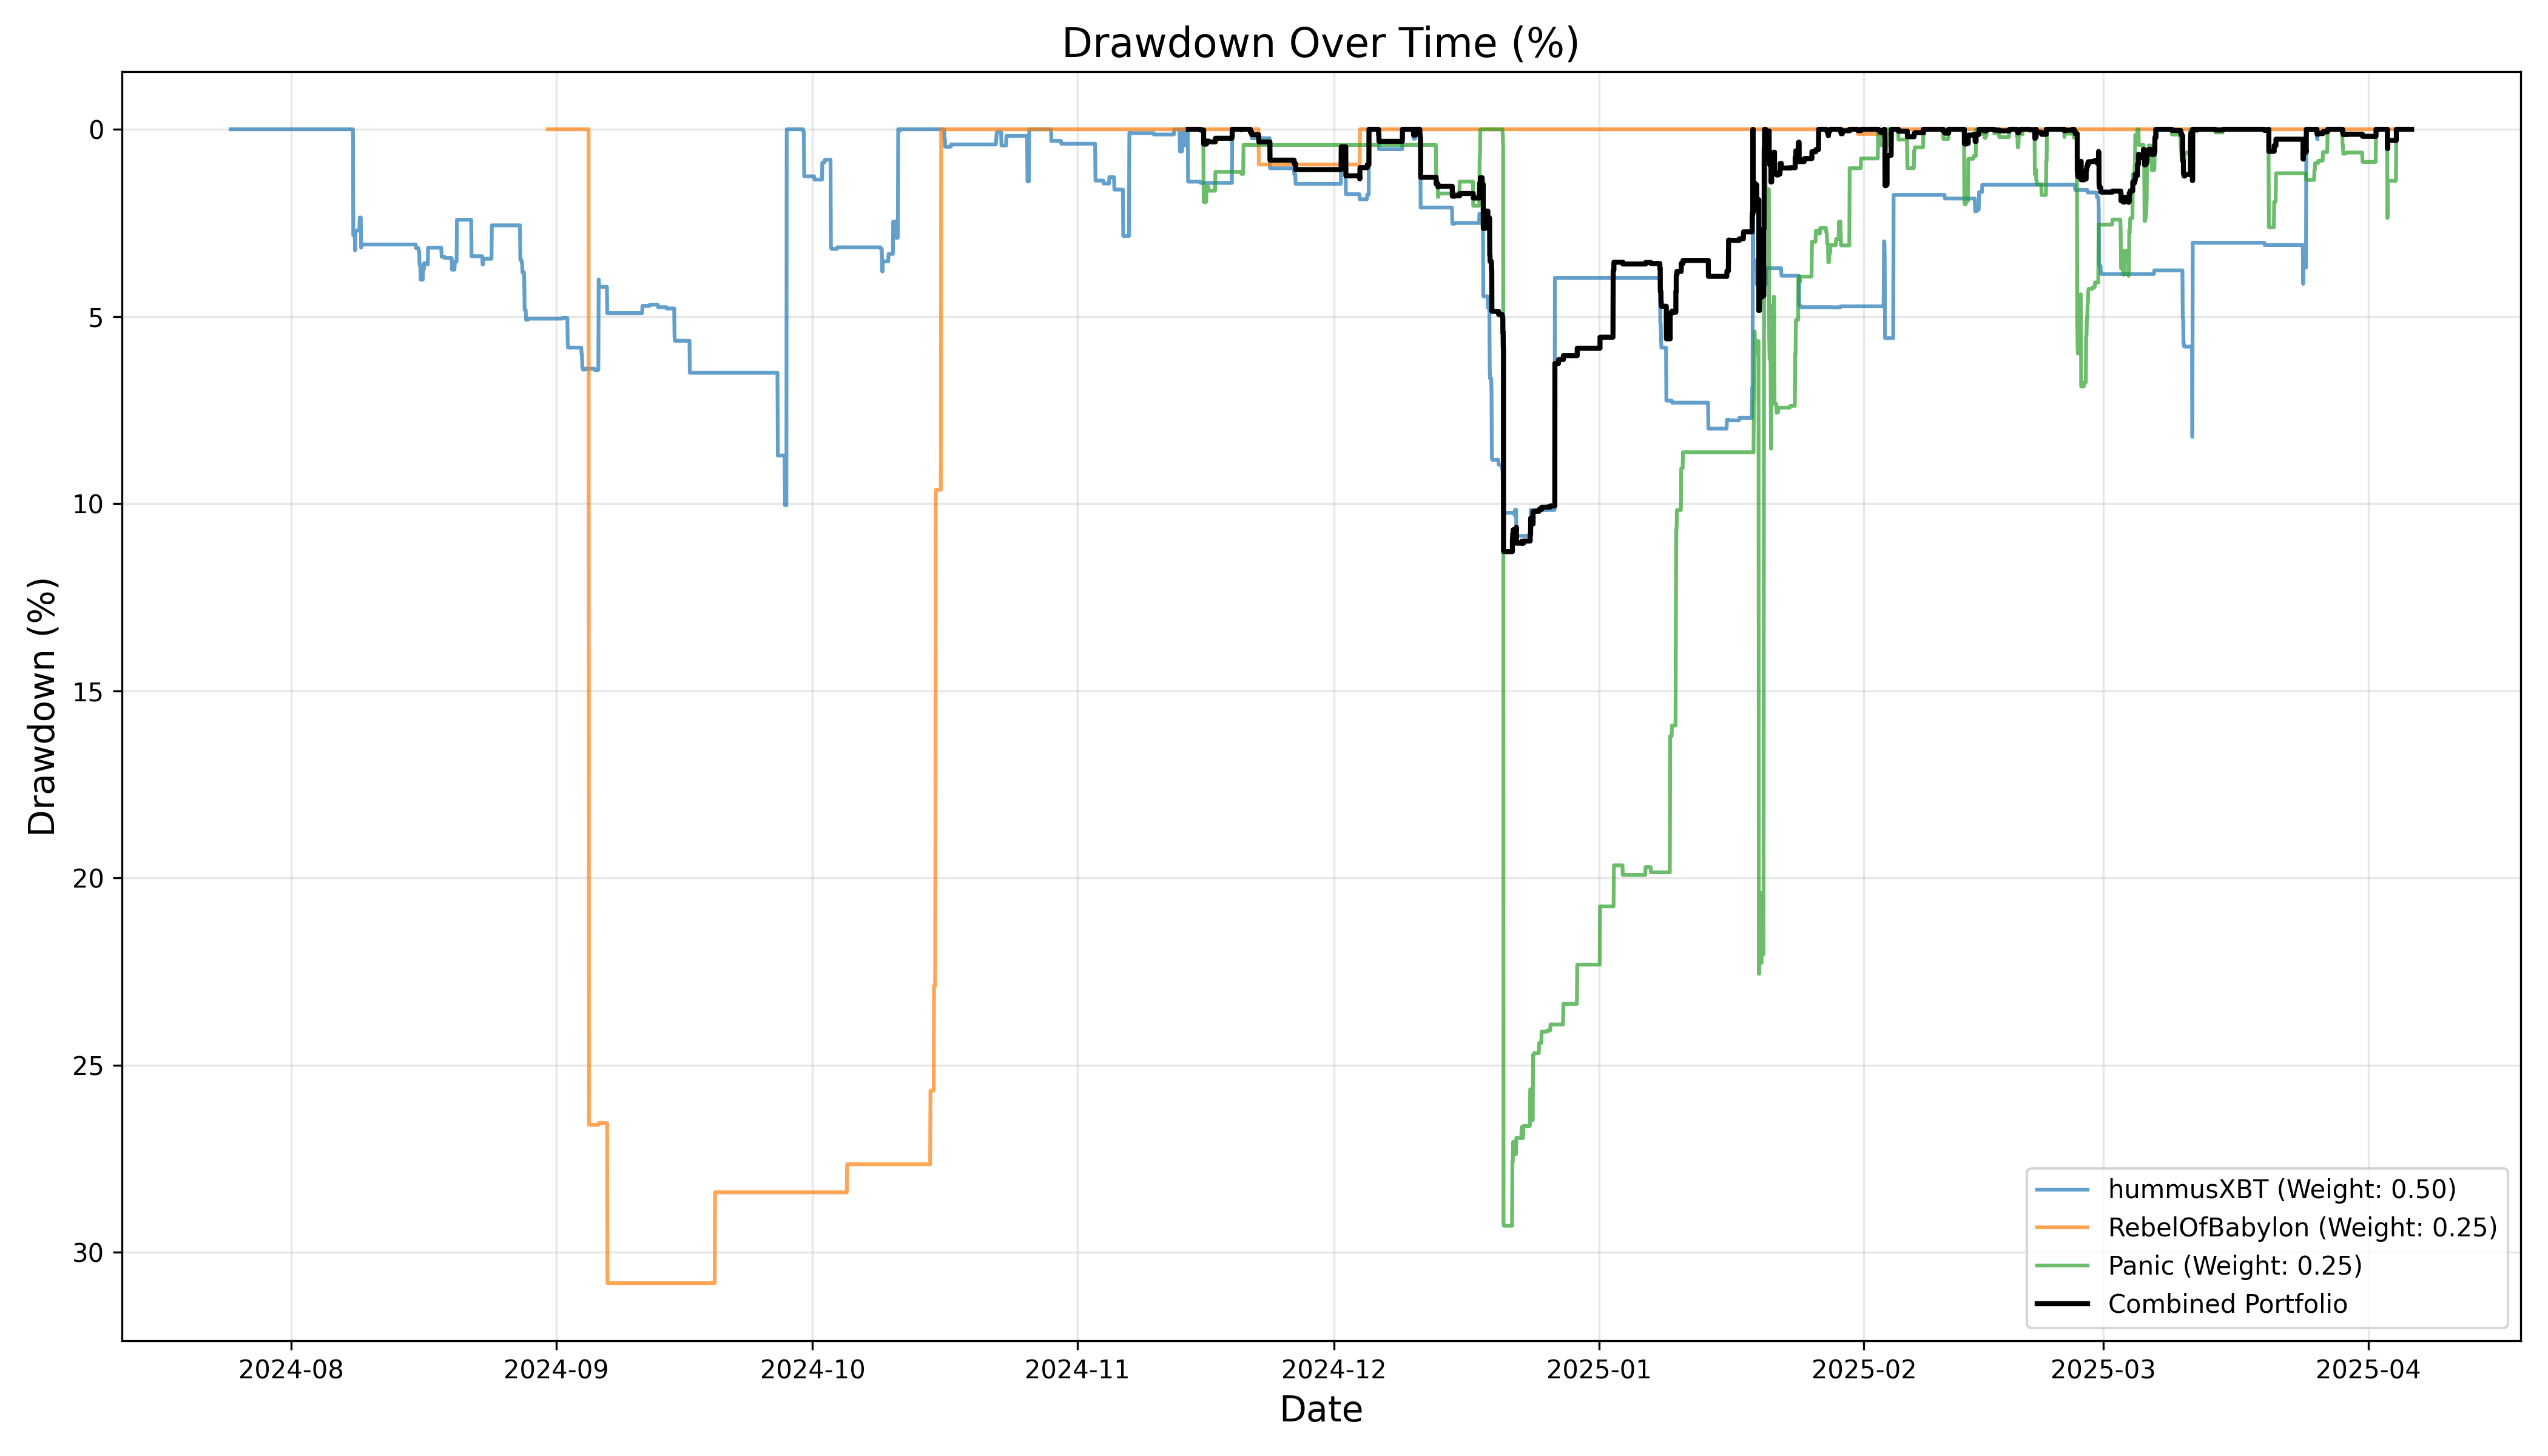 Drawdown Over Time (%)
Drawdown (%)
0
5
10
15
20
25
30
hummusXBT (Weight: 0.50)
RebelOfBabylon (Weight: 0.25)
Panic (Weight: 0.25)
Combined Portfolio
2024-08
2024-09
2024-10
2024-11
2024-12
2025-01
2025-02
2025-03
2025-04
Date